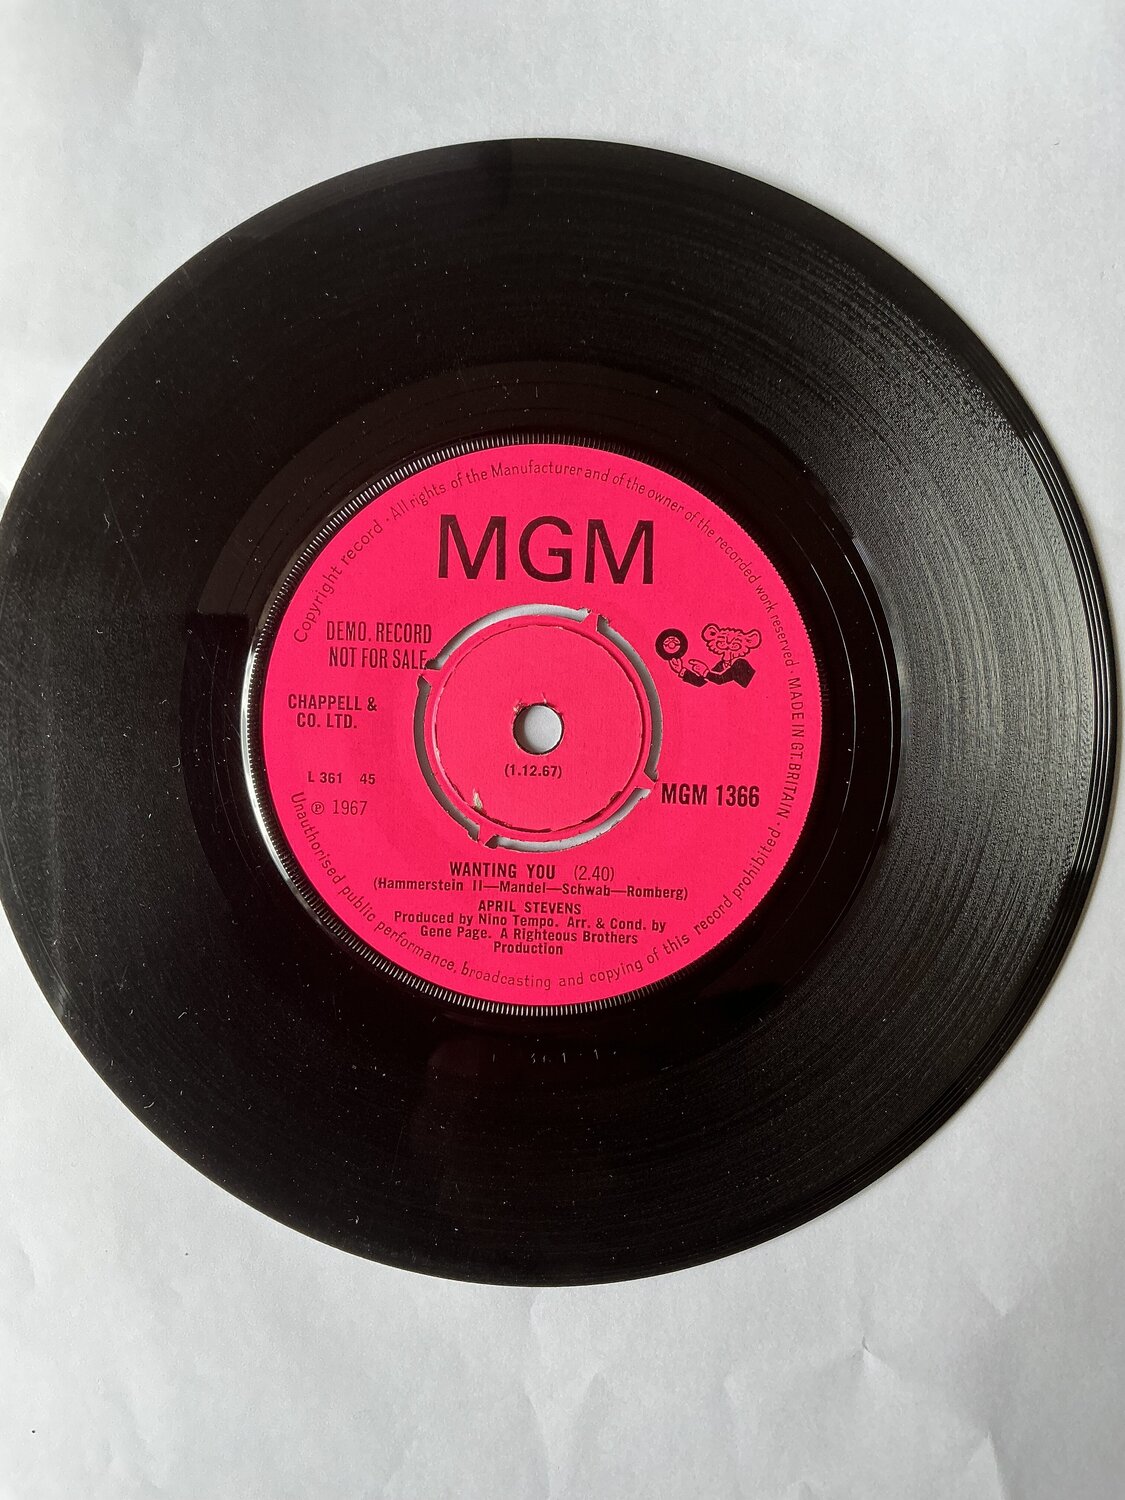 Copyright record · All rights of the Manufacturer and of the owner of the recorded work reserved · MADE IN GT. BRITAIN ·
MGM
DEMO. RECORD
NOT FOR SALE
CHAPPELL &
CO. LTD.
L 361 45
℗ 1967
(1.12.67)
MGM 1366
WANTING YOU (2.40)
(Hammerstein II—Mandel—Schwab—Romberg)
APRIL STEVENS
Produced by Nino Tempo. Arr. & Cond. by
Gene Page. A Righteous Brothers
Production
Unauthorised public performance, broadcasting and copying of this record prohibited ·